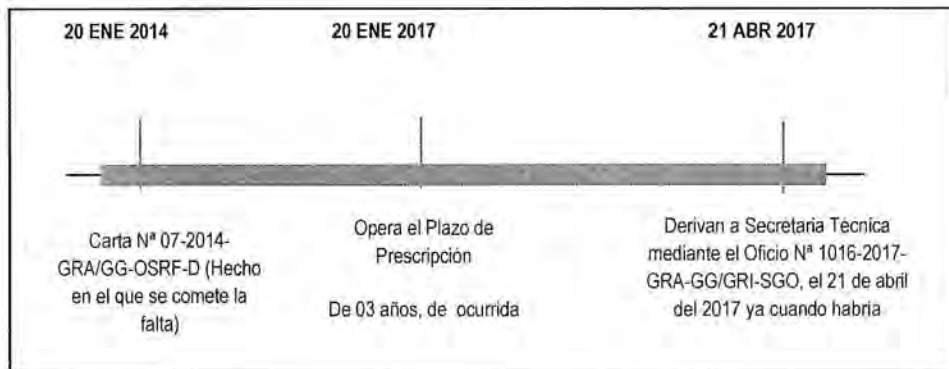 20 ENE 2014
20 ENE 2017
21 ABR 2017
Carta Nª 07-2014-
GRA/GG-OSRF-D (Hecho
en el que se comete la
falta)
Opera el Plazo de
Prescripción
De 03 años, de ocurrida
Derivan a Secretaria Tecnica
mediante el Oficio Nª 1016-2017-
GRA-GG/GRI-SGO, el 21 de abril
del 2017 ya cuando habria